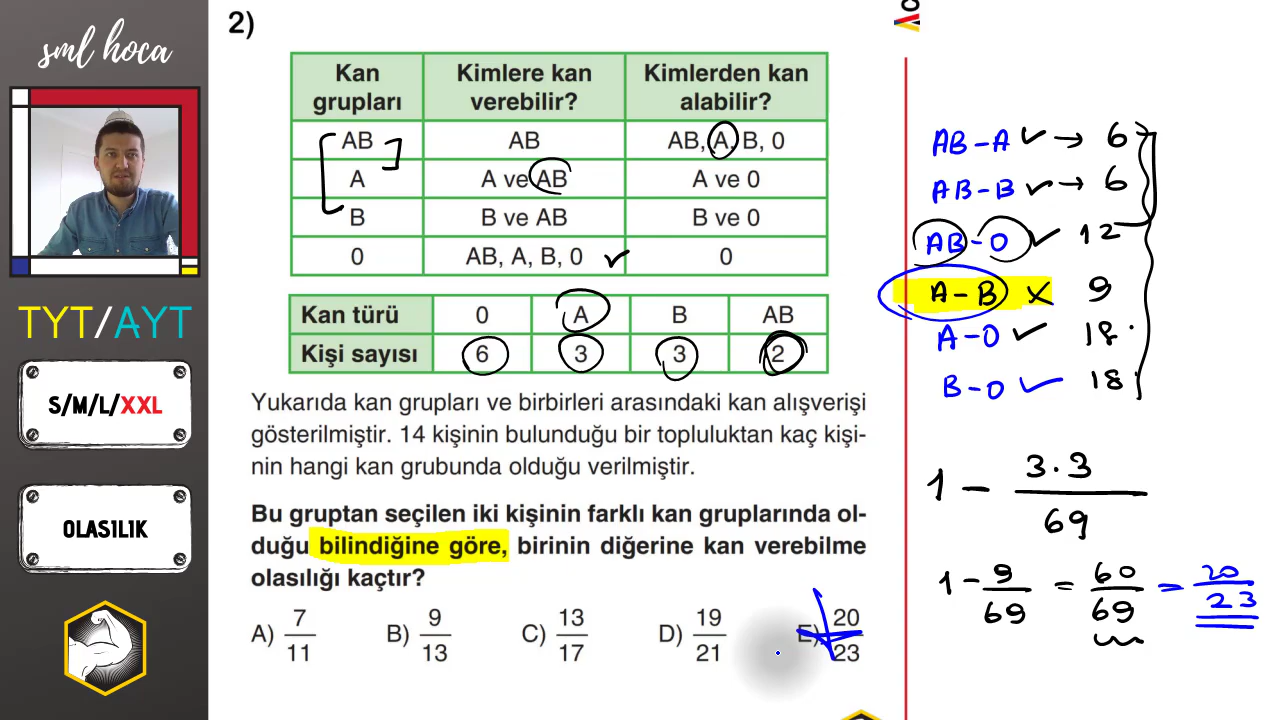 sml hoca
TYT/AYT
S/M/L/XXL
OLASILIK
2)
Kan grupları | Kimlere kan verebilir? | Kimlerden kan alabilir?
AB | AB | AB, A, B, 0
A | A ve AB | A ve 0
B | B ve AB | B ve 0
0 | AB, A, B, 0 ✓ | 0
Kan türü | 0 | A | B | AB
Kişi sayısı | 6 | 3 | 3 | 2
Yukarıda kan grupları ve birbirleri arasındaki kan alışverişi
gösterilmiştir. 14 kişinin bulunduğu bir topluluktan kaç kişi-
nin hangi kan grubunda olduğu verilmiştir.
Bu gruptan seçilen iki kişinin farklı kan gruplarında ol-
duğu bilindiğine göre, birinin diğerine kan verebilme
olasılığı kaçtır?
A) 7/11 B) 9/13 C) 13/17 D) 19/21 E) 20/23
AB-A ✓ → 6
AB-B ✓ → 6
AB-0 ✓ 12
A-B X 9
A-0 ✓ 18
B-0 ✓ 18
1 - 3.3/69
1 - 9/69 = 60/69 = 20/23